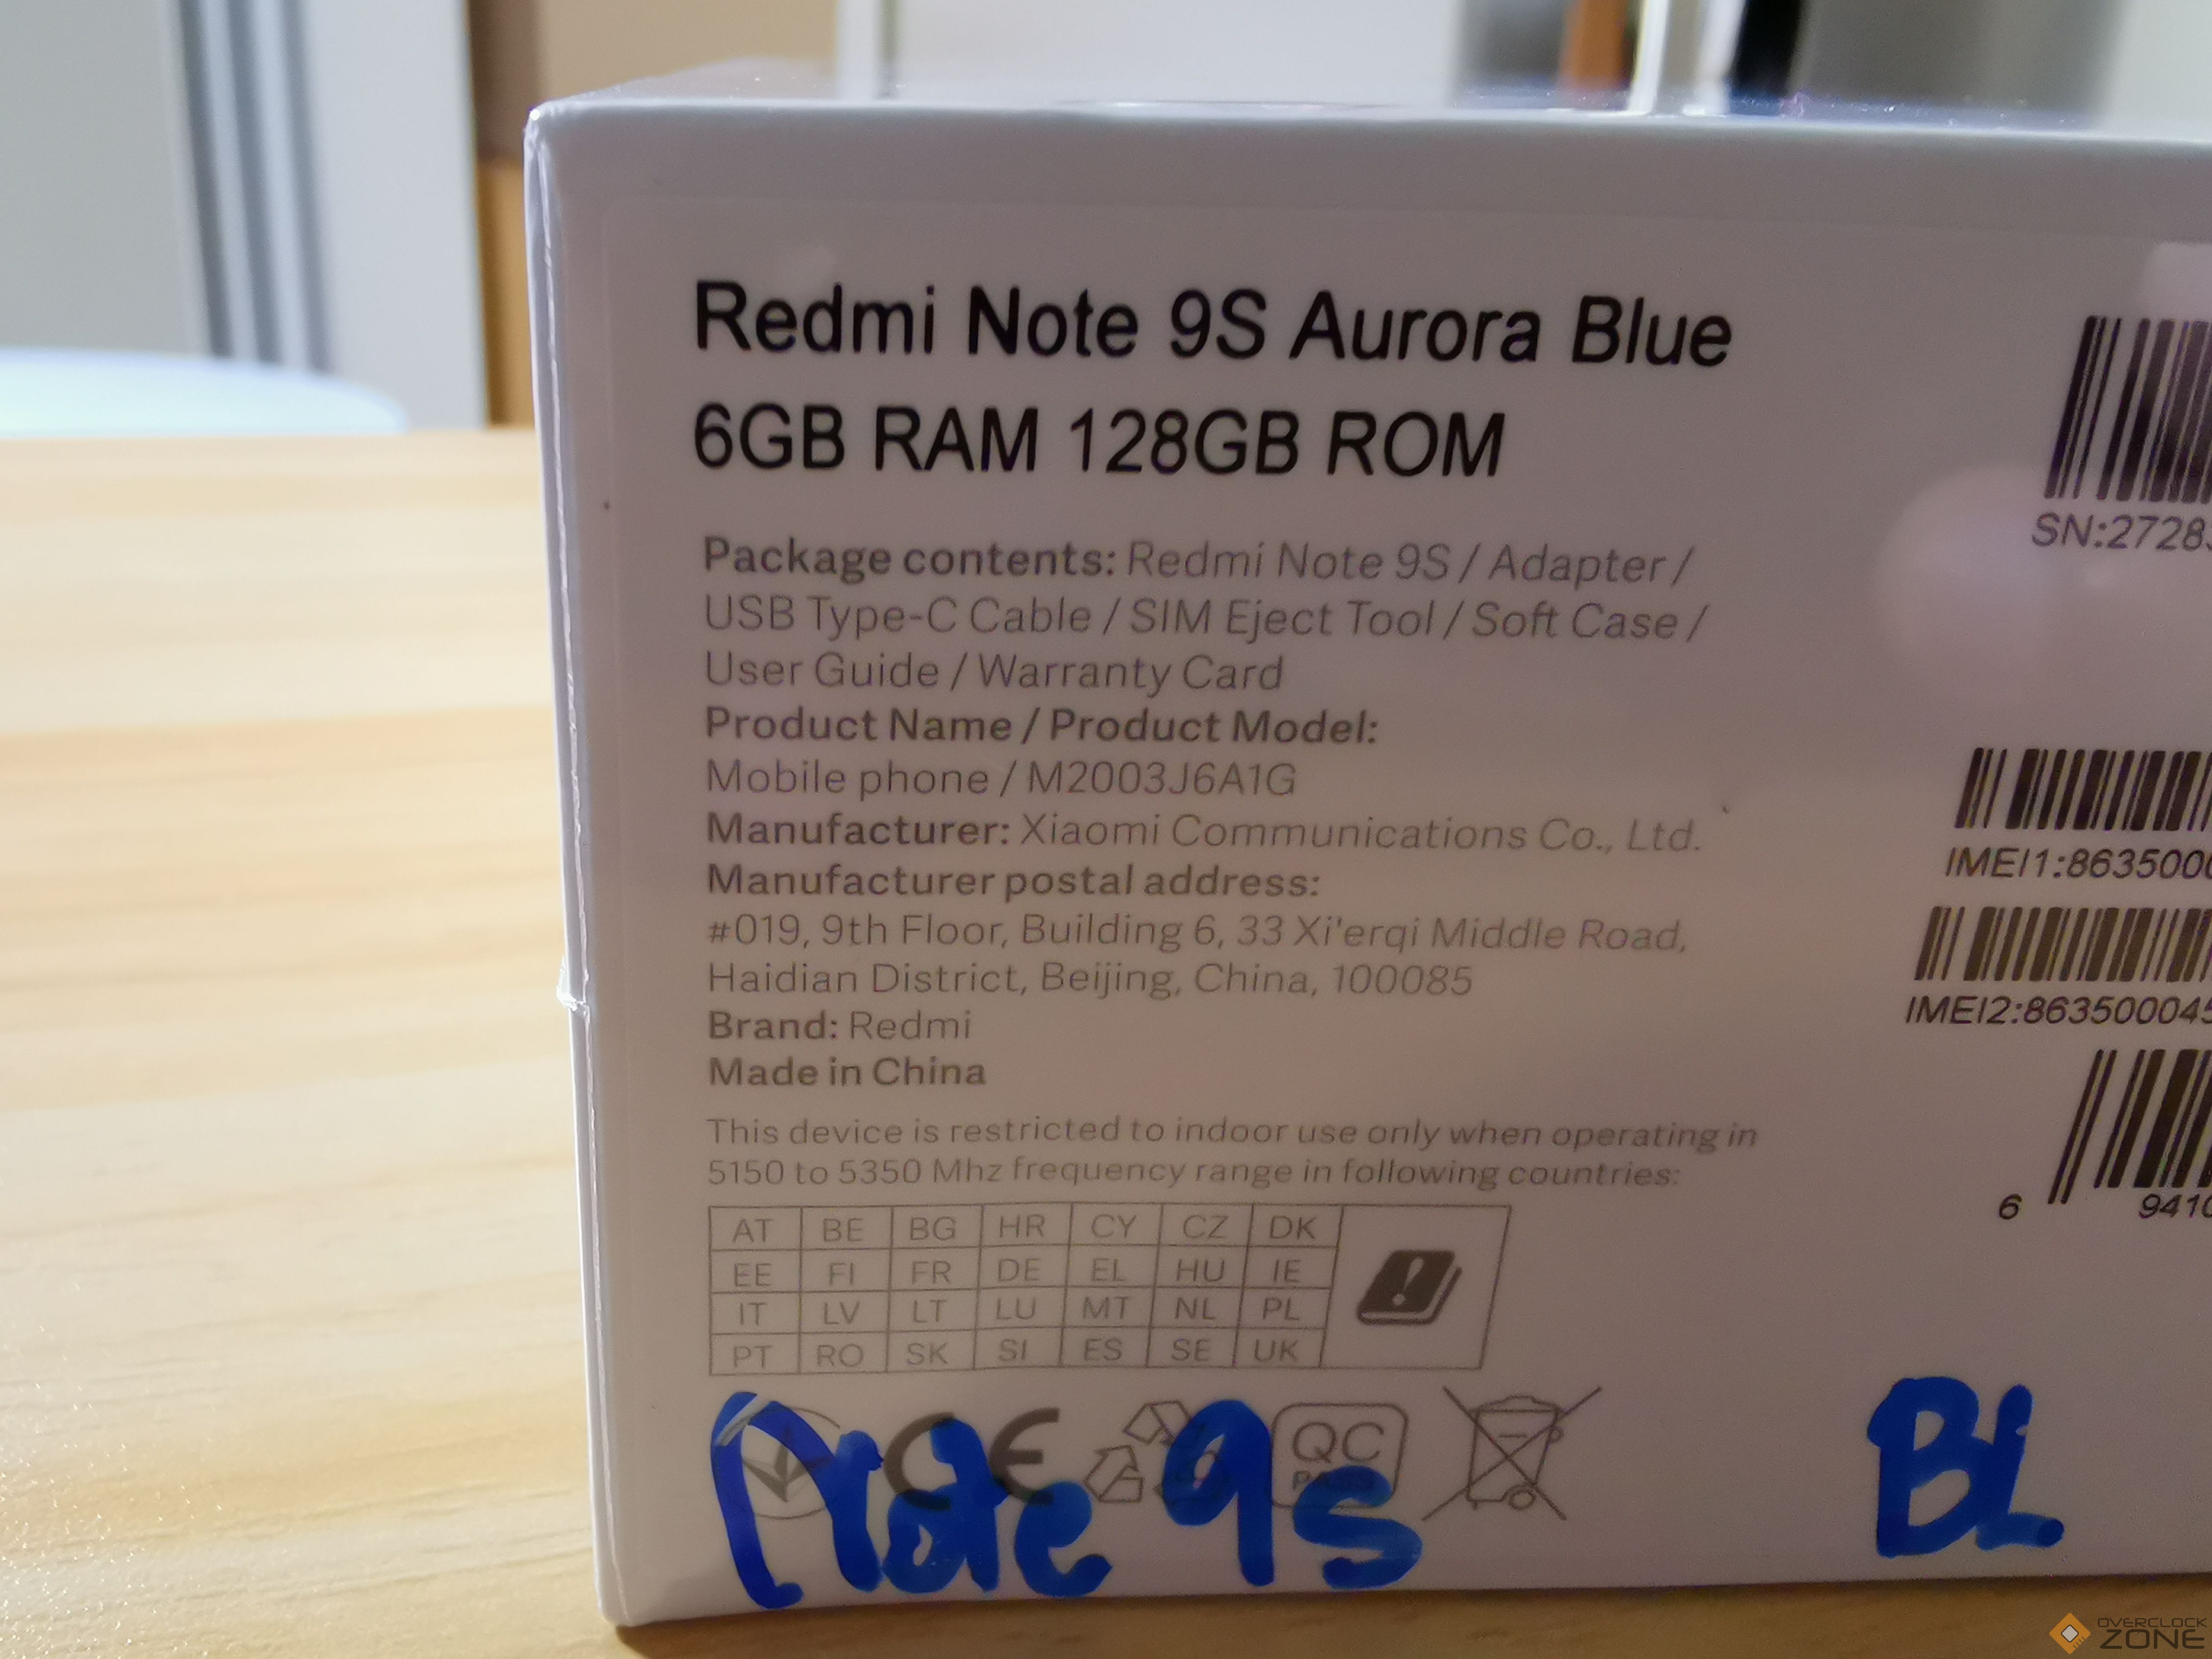 Redmi Note 9S Aurora Blue
6GB RAM 128GB ROM
Package contents: Redmi Note 9S / Adapter /
USB Type-C Cable / SIM Eject Tool / Soft Case /
User Guide / Warranty Card
Product Name / Product Model:
Mobile phone / M2003J6A1G
Manufacturer: Xiaomi Communications Co., Ltd.
Manufacturer postal address:
#019, 9th Floor, Building 6, 33 Xi'erqi Middle Road,
Haidian District, Beijing, China, 100085
Brand: Redmi
Made in China
This device is restricted to indoor use only when operating in
5150 to 5350 Mhz frequency range in following countries:
AT BE BG HR CY CZ DK
EE FI FR DE EL HU IE
IT LV LT LU MT NL PL
PT RO SK SI ES SE UK
CE
QC
Note 9s
BL
SN:2728
IMEI1:863500
IMEI2:86350004
6 941
OVERCLOCK
ZONE